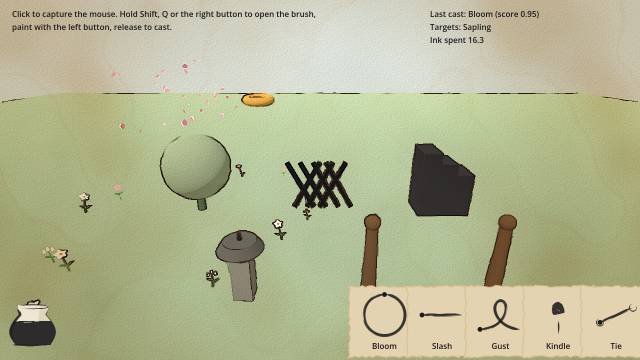 Click to capture the mouse. Hold Shift, Q or the right button to open the brush,
paint with the left button, release to cast.
Last cast: Bloom (score 0.95)
Targets: Sapling
Ink spent 16.3
Bloom
Slash
Gust
Kindle
Tie